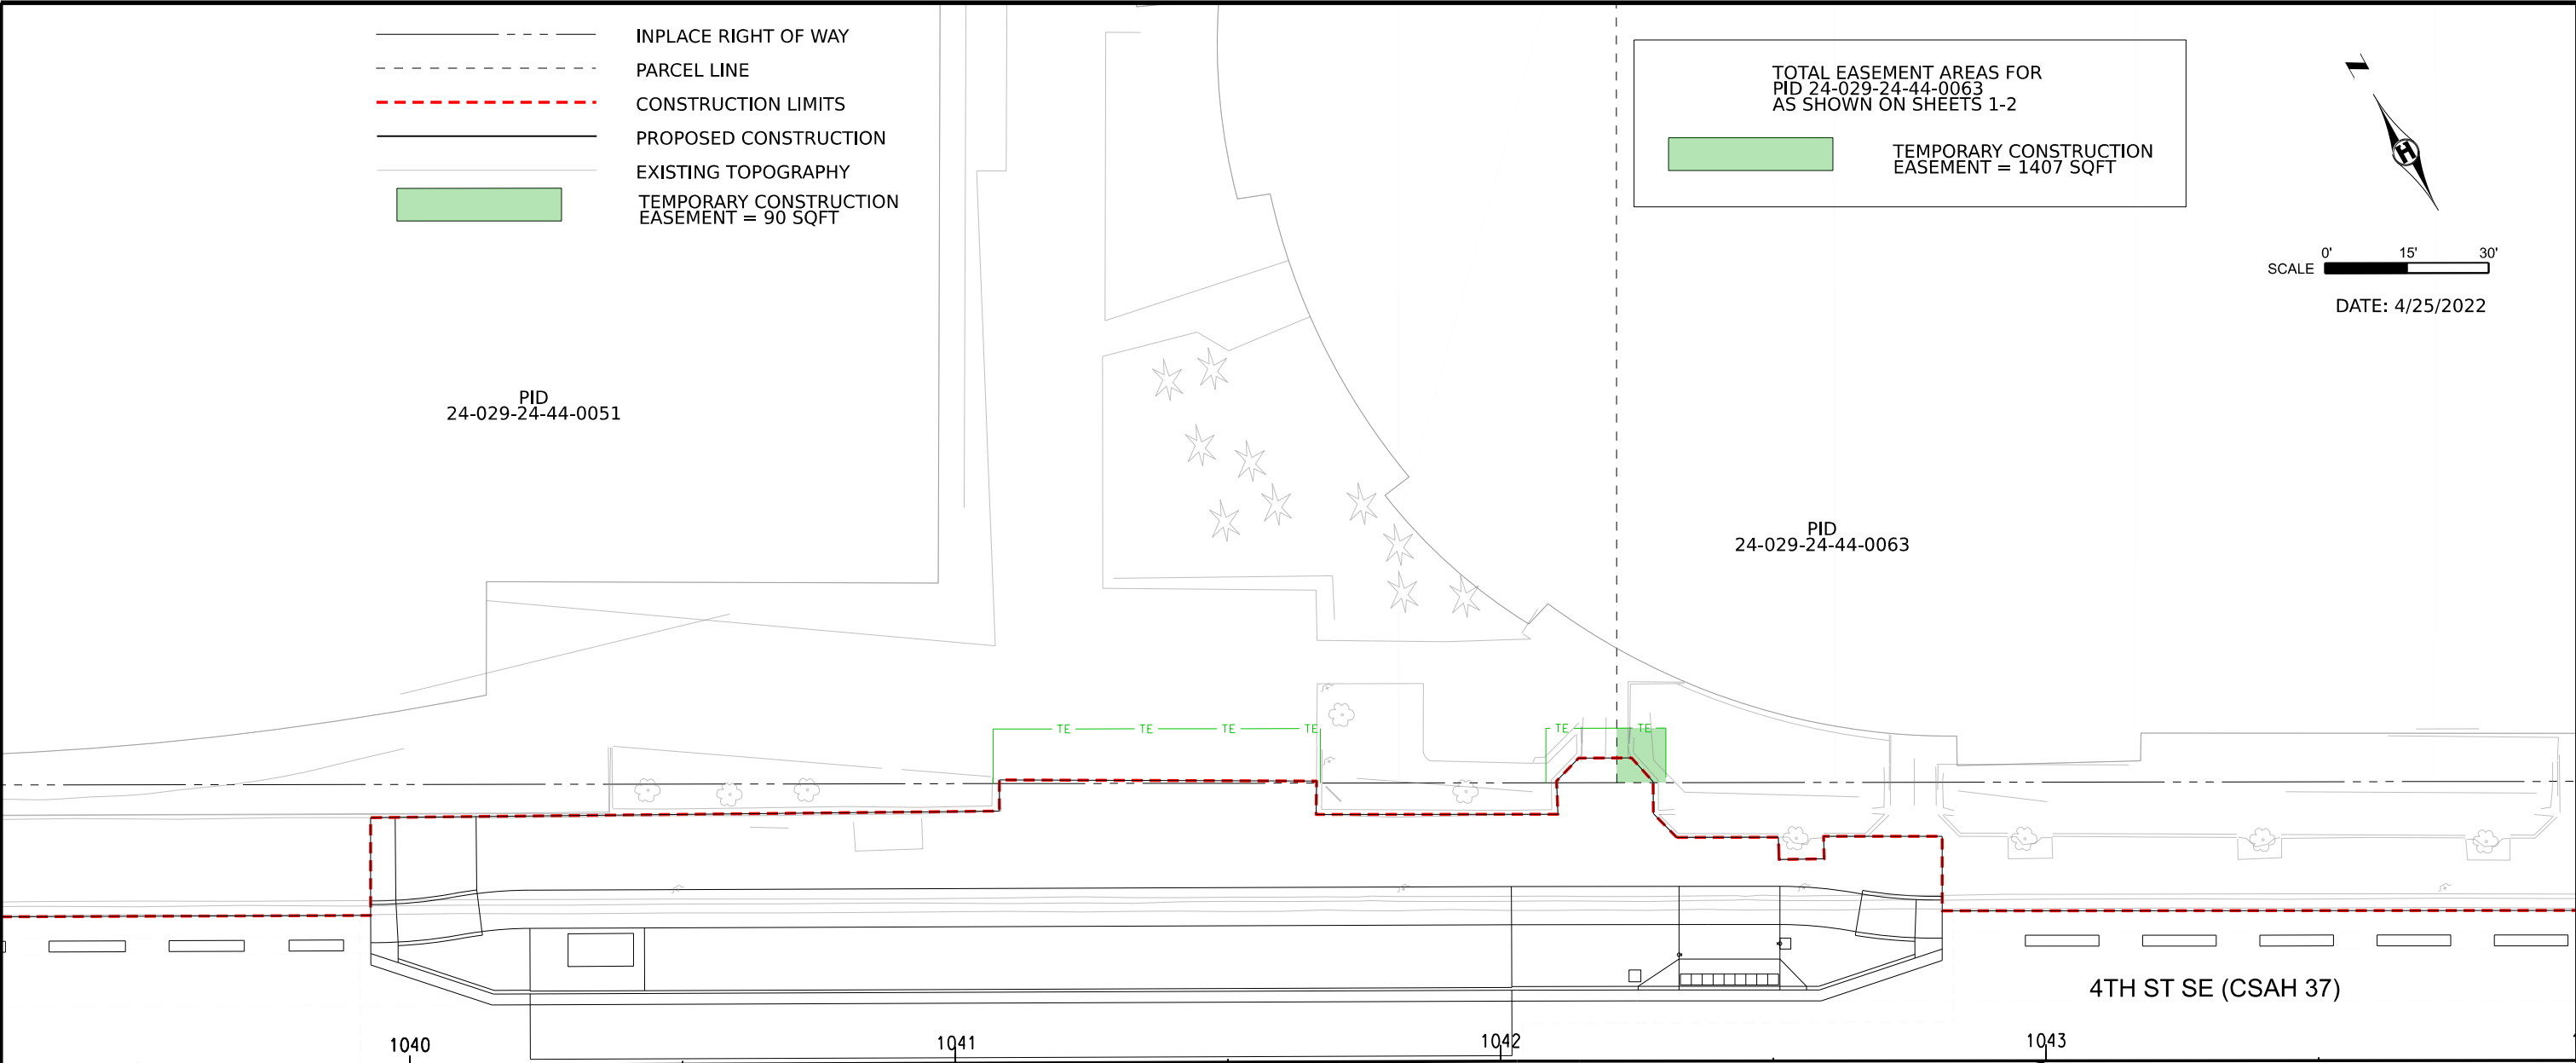 INPLACE RIGHT OF WAY
PARCEL LINE
CONSTRUCTION LIMITS
PROPOSED CONSTRUCTION
EXISTING TOPOGRAPHY
TEMPORARY CONSTRUCTION
EASEMENT = 90 SQFT
TOTAL EASEMENT AREAS FOR
PID 24-029-24-44-0063
AS SHOWN ON SHEETS 1-2
TEMPORARY CONSTRUCTION
EASEMENT = 1407 SQFT
N
H
0' 15' 30'
SCALE
DATE: 4/25/2022
PID
24-029-24-44-0051
PID
24-029-24-44-0063
TE TE TE TE TE TE
4TH ST SE (CSAH 37)
1040 1041 1042 1043